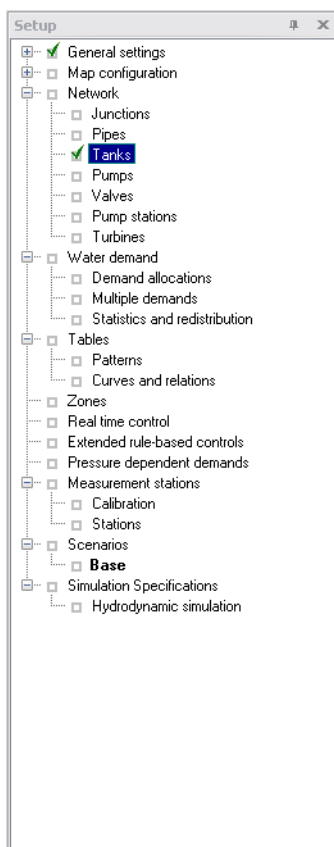 Setup
General settings
Map configuration
Network
Junctions
Pipes
Tanks
Pumps
Valves
Pump stations
Turbines
Water demand
Demand allocations
Multiple demands
Statistics and redistribution
Tables
Patterns
Curves and relations
Zones
Real time control
Extended rule-based controls
Pressure dependent demands
Measurement stations
Calibration
Stations
Scenarios
Base
Simulation Specifications
Hydrodynamic simulation